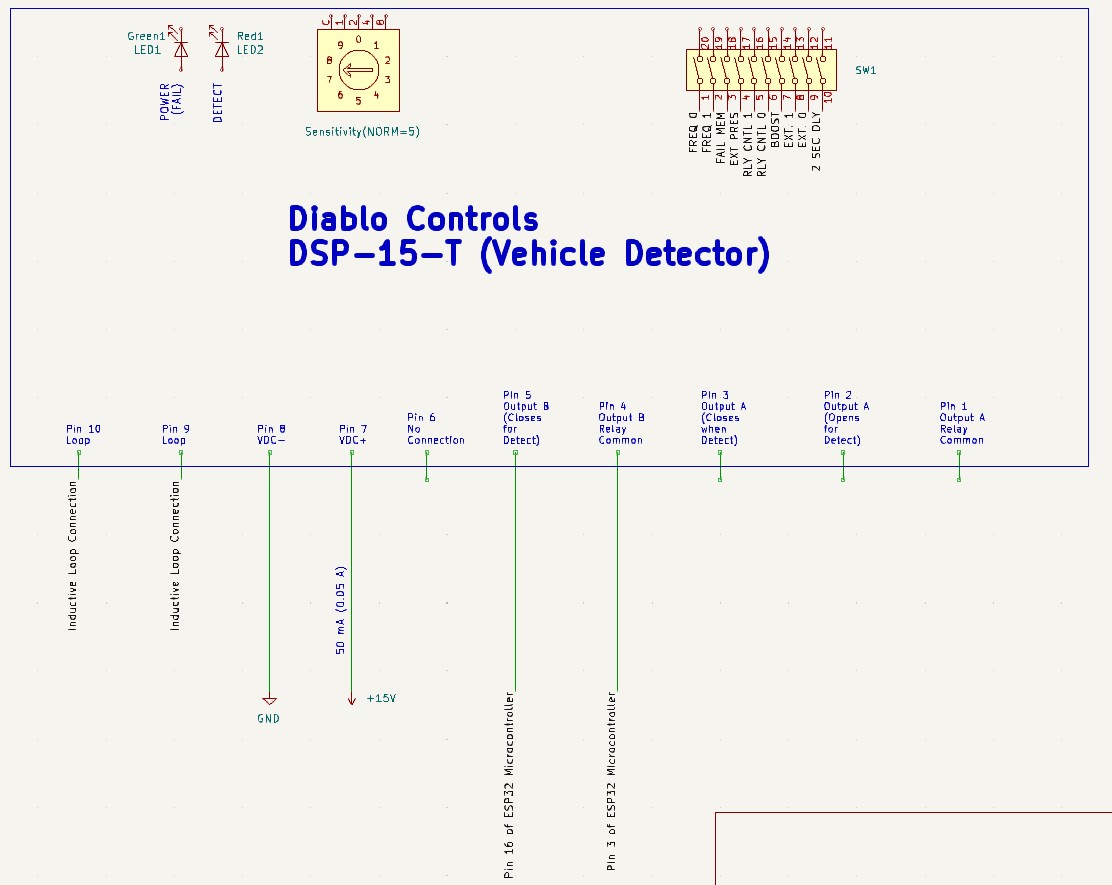 Green1
LED1
Red1
LED2
POWER
(FAIL)
DETECT
C 1 2 4 8
0
9 1
8 2
7 3
6 4
5
Sensitivity(NORM=5)
20 19 18 17 16 15 14 13 12 11
SW1
1 2 3 4 5 6 7 8 9 10
FREQ 0
FREQ 1
FAIL MEM
EXT PRES
RLY CNTL 1
RLY CNTL 0
BOOST
EXT. 1
EXT. 0
2 SEC DLY
Diablo Controls
DSP-15-T (Vehicle Detector)
Pin 10
Loop
Pin 9
Loop
Pin 8
VDC-
Pin 7
VDC+
Pin 6
No
Connection
Pin 5
Output B
(Closes
for
Detect)
Pin 4
Output B
Relay
Common
Pin 3
Output A
(Closes
when
Detect)
Pin 2
Output A
(Opens
for
Detect)
Pin 1
Output A
Relay
Common
Inductive Loop Connection
Inductive Loop Connection
50 mA (0.05 A)
GND
+15V
Pin 16 of ESP32 Microcontroller
Pin 3 of ESP32 Microcontroller